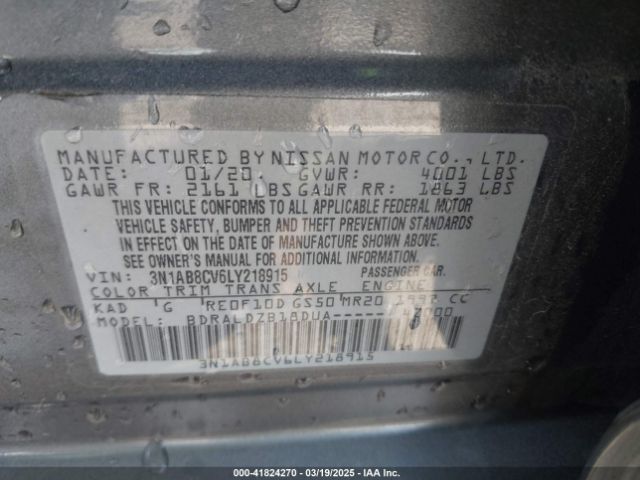 MANUFACTURED BY NISSAN MOTOR CO., LTD.
DATE: 01/20 GVWR: 4001 LBS
GAWR FR: 2161 LBS GAWR RR: 1863 LBS
THIS VEHICLE CONFORMS TO ALL APPLICABLE FEDERAL MOTOR
VEHICLE SAFETY, BUMPER AND THEFT PREVENTION STANDARDS
IN EFFECT ON THE DATE OF MANUFACTURE SHOWN ABOVE.
SEE OWNER'S MANUAL FOR ADDITIONAL INFORMATION.
VIN: 3N1AB8CV6LY218915 PASSENGER CAR.
COLOR TRIM TRANS AXLE ENGINE
KAD G RE0F10D GS50 MR20 1997 CC
MODEL: BDRALDZB18DUA-----
3N1AB8CV6LY218915
000-41824270 - 03/19/2025 - IAA Inc.